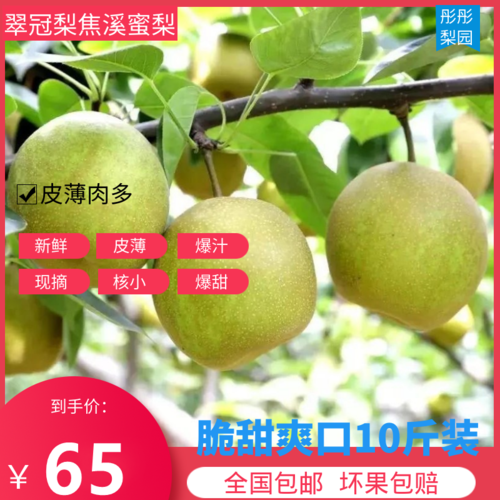 翠冠梨焦溪蜜梨
彤彤
梨园
皮薄肉多
新鲜 皮薄 爆汁
现摘 核小 爆甜
到手价:
¥65
脆甜爽口10斤装
全国包邮 坏果包赔